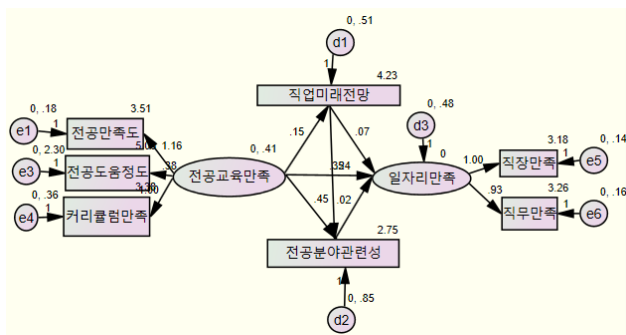 0, .51
d1
1
4.23
직업미래전망
0, .18
e1
1
3.51
전공만족도
1.16
0, 2.30
e3
1
전공도움정도
0, .36
e4
1
커리큘럼만족
0, .41
전공교육만족
.15
.07
.45
.02
0, .48
d3
1
0
일자리만족
1.00
.93
3.18
직장만족
1
0, .14
e5
3.26
직무만족
1
0, .16
e6
2.75
전공분야관련성
1
0, .85
d2